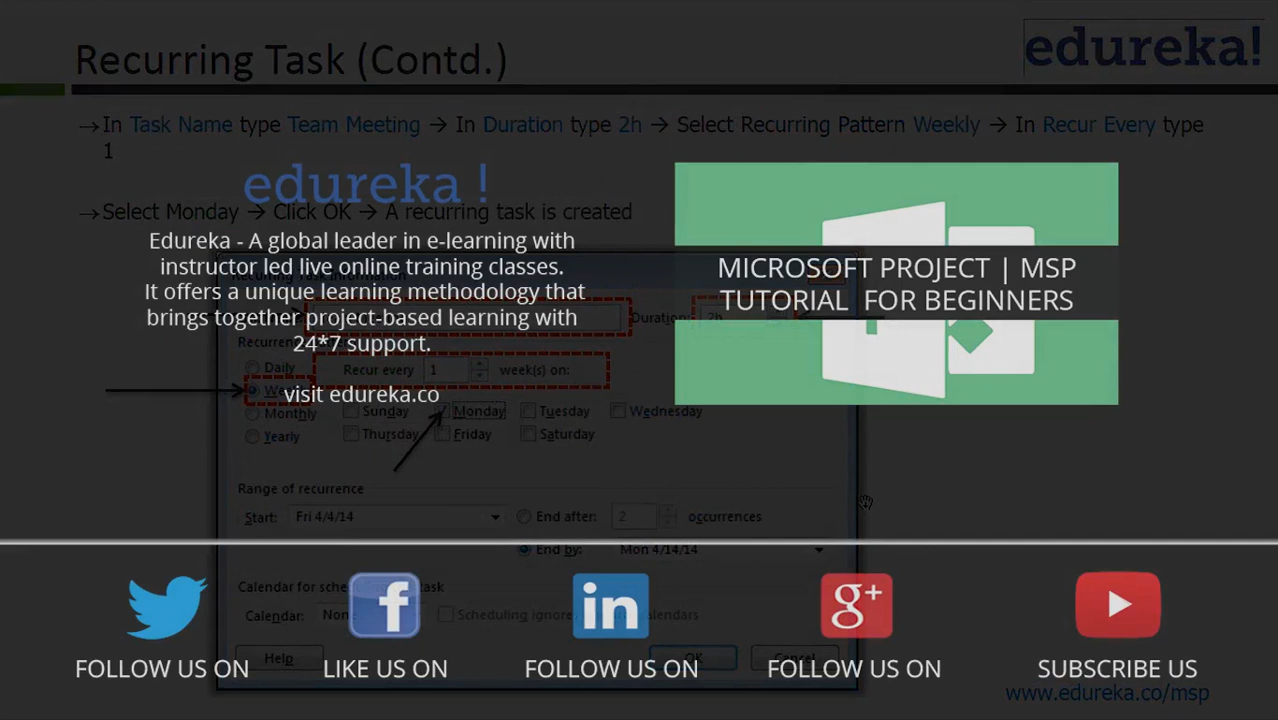 Recurring Task (Contd.)
edureka!
→In Task Name type Team Meeting → In Duration type 2h → Select Recurring Pattern Weekly → In Recur Every type
1
edureka !
→Select Monday → Click OK → A recurring task is created
Edureka - A global leader in e-learning with
instructor led live online training classes.
It offers a unique learning methodology that
brings together project-based learning with
24*7 support.
visit edureka.co
MICROSOFT PROJECT | MSP
TUTORIAL FOR BEGINNERS
Duration: 2h
Daily
Recur every 1 week(s) on:
Monthly
Sunday Monday Tuesday Wednesday
Yearly
Thursday Friday Saturday
Range of recurrence
Start: Fri 4/4/14 End after: 2 occurrences
End by: Mon 4/14/14
Calendar:
Help OK Cancel
FOLLOW US ON
LIKE US ON
FOLLOW US ON
FOLLOW US ON
SUBSCRIBE US
www.edureka.co/msp